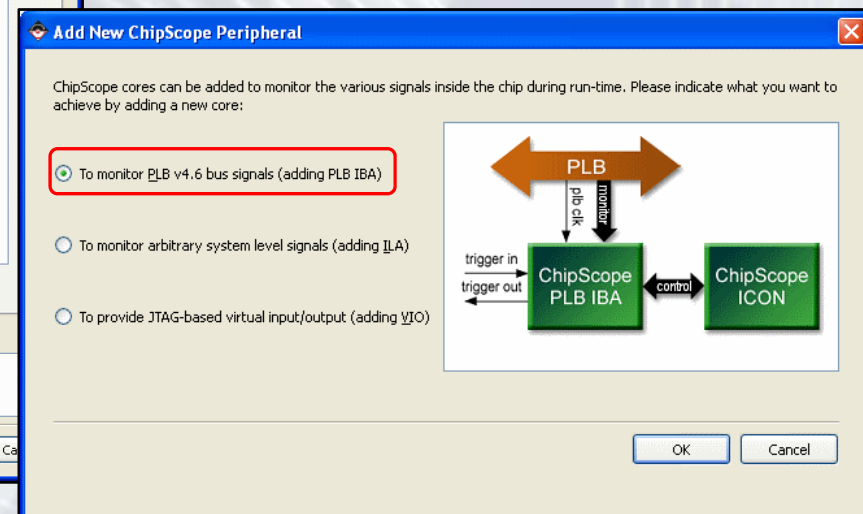 Add New ChipScope Peripheral
ChipScope cores can be added to monitor the various signals inside the chip during run-time. Please indicate what you want to
achieve by adding a new core:
To monitor PLB v4.6 bus signals (adding PLB IBA)
To monitor arbitrary system level signals (adding ILA)
To provide JTAG-based virtual input/output (adding VIO)
PLB
plb clk
monitor
trigger in
trigger out
ChipScope
PLB IBA
control
ChipScope
ICON
Ca
OK
Cancel